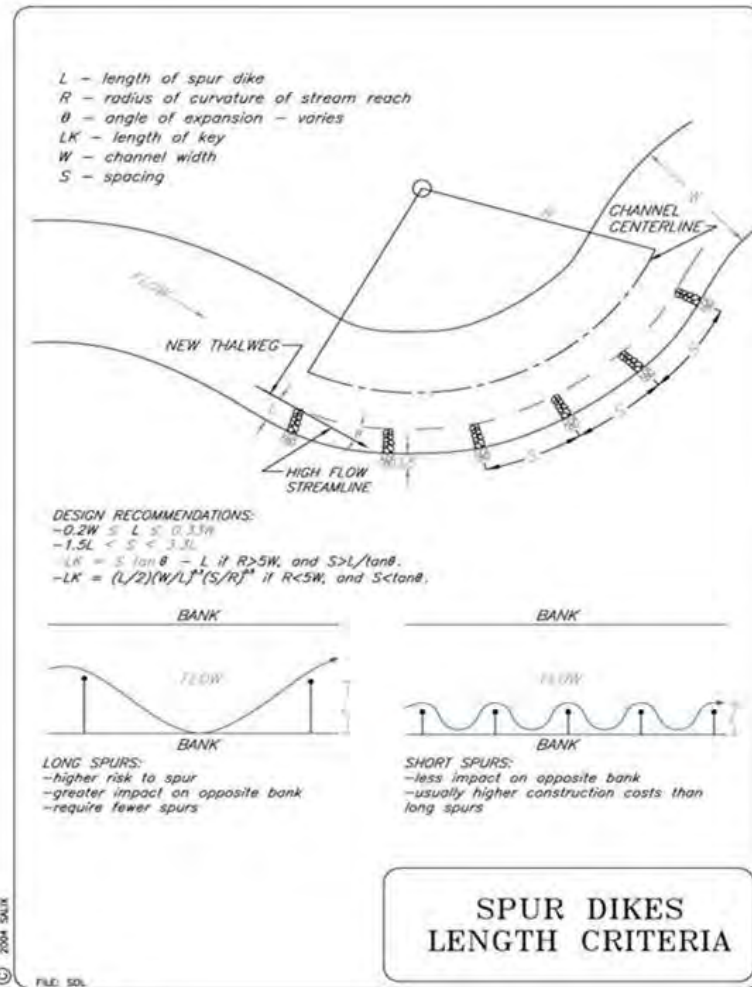 L – length of spur dike
R – radius of curvature of stream reach
θ – angle of expansion – varies
LK – length of key
W – channel width
S – spacing
W
CHANNEL
CENTERLINE
FLOW
NEW THALWEG
L
S
S
S
HIGH FLOW
STREAMLINE
DESIGN RECOMMENDATIONS:
–0.2W ≤ L ≤ 0.33W
–1.5L < S < 3.3L
–LK = S tan θ – L if R>5W, and S>L/tanθ.
–LK = (L/2)(W/L) (S/R) if R<5W, and S<tanθ.
BANK
FLOW
BANK
LONG SPURS:
–higher risk to spur
–greater impact on opposite bank
–require fewer spurs
BANK
FLOW
BANK
SHORT SPURS:
–less impact on opposite bank
–usually higher construction costs than
long spurs
SPUR DIKES
LENGTH CRITERIA
© 2004 SALIX
FILE: SDL